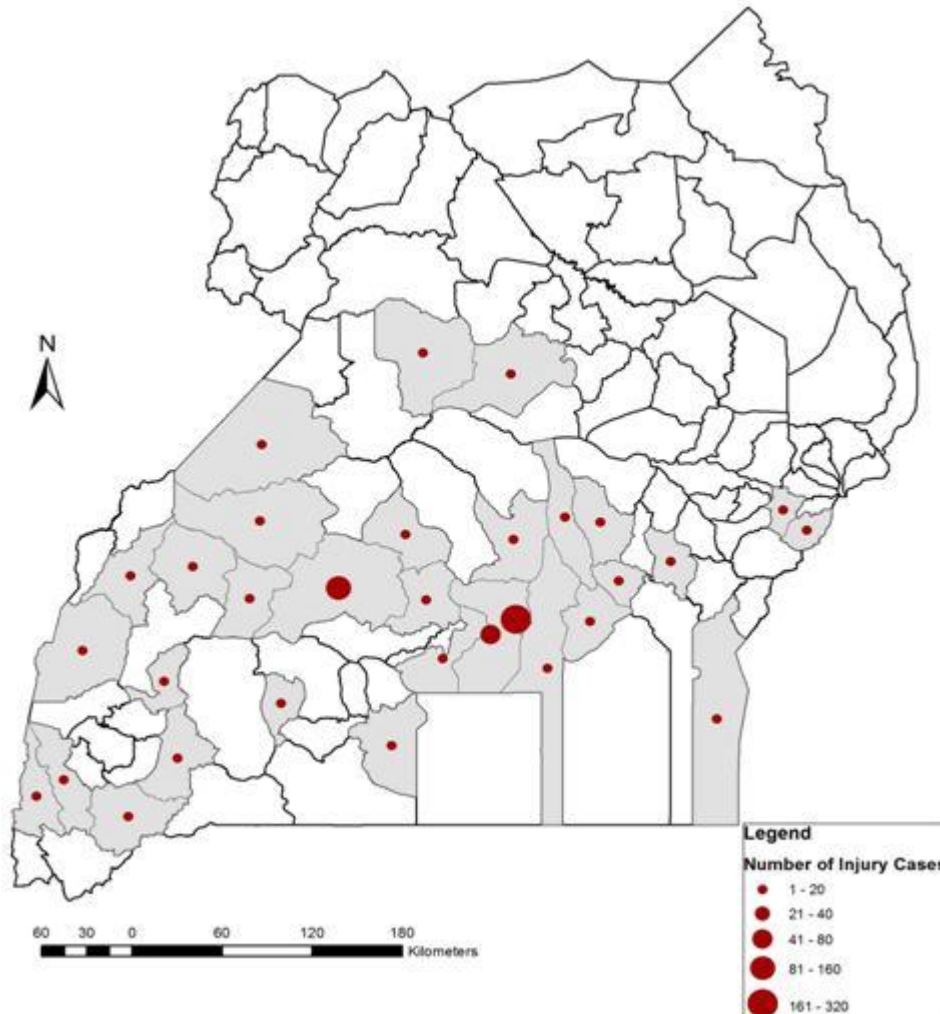 N
Legend
Number of Injury Cases
1 - 20
21 - 40
41 - 80
81 - 160
161 - 320
60 30 0 60 120 180
Kilometers